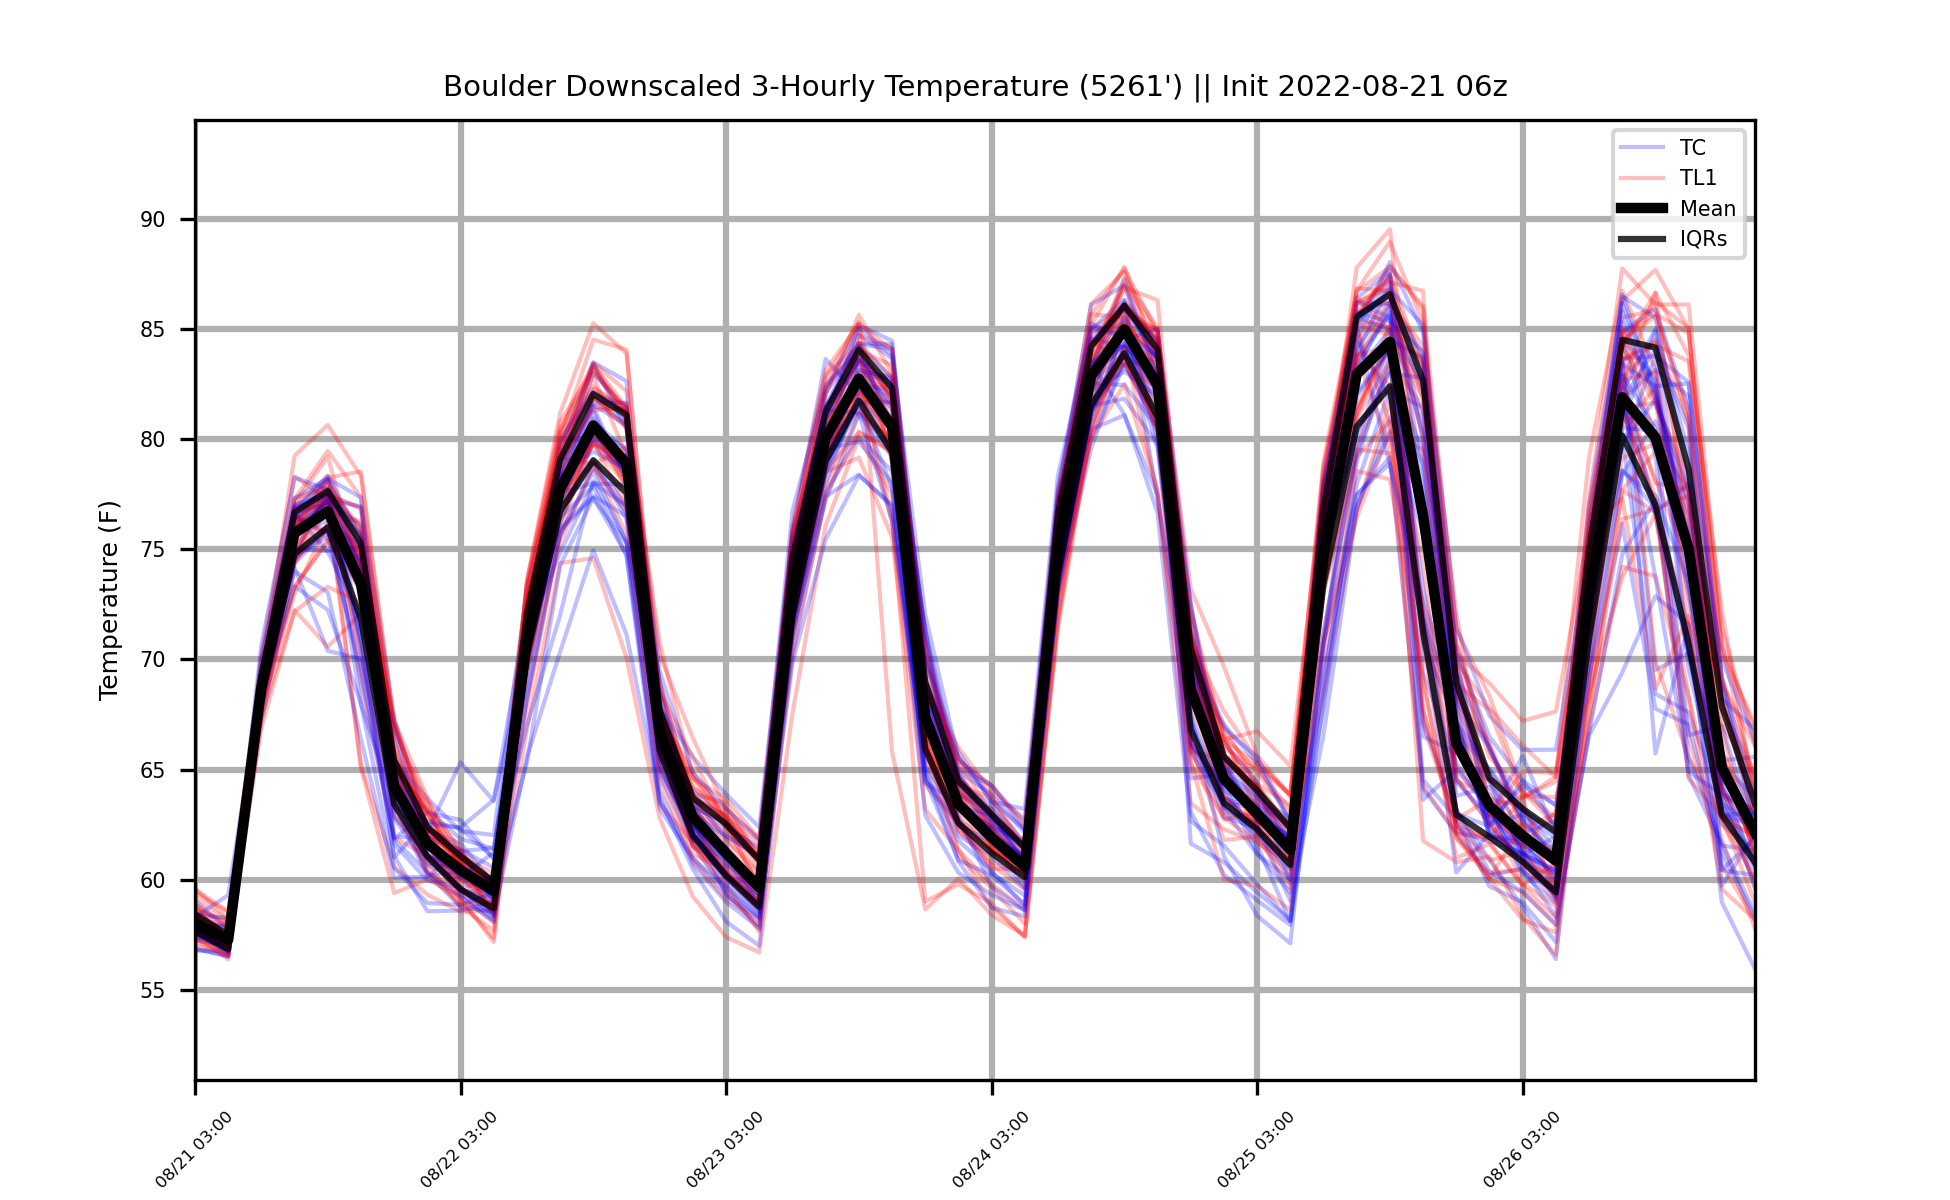 Boulder Downscaled 3-Hourly Temperature (5261') || Init 2022-08-21 06z
TC
TL1
Mean
IQRs
Temperature (F)
90
85
80
75
70
65
60
55
08/21 03:00
08/22 03:00
08/23 03:00
08/24 03:00
08/25 03:00
08/26 03:00